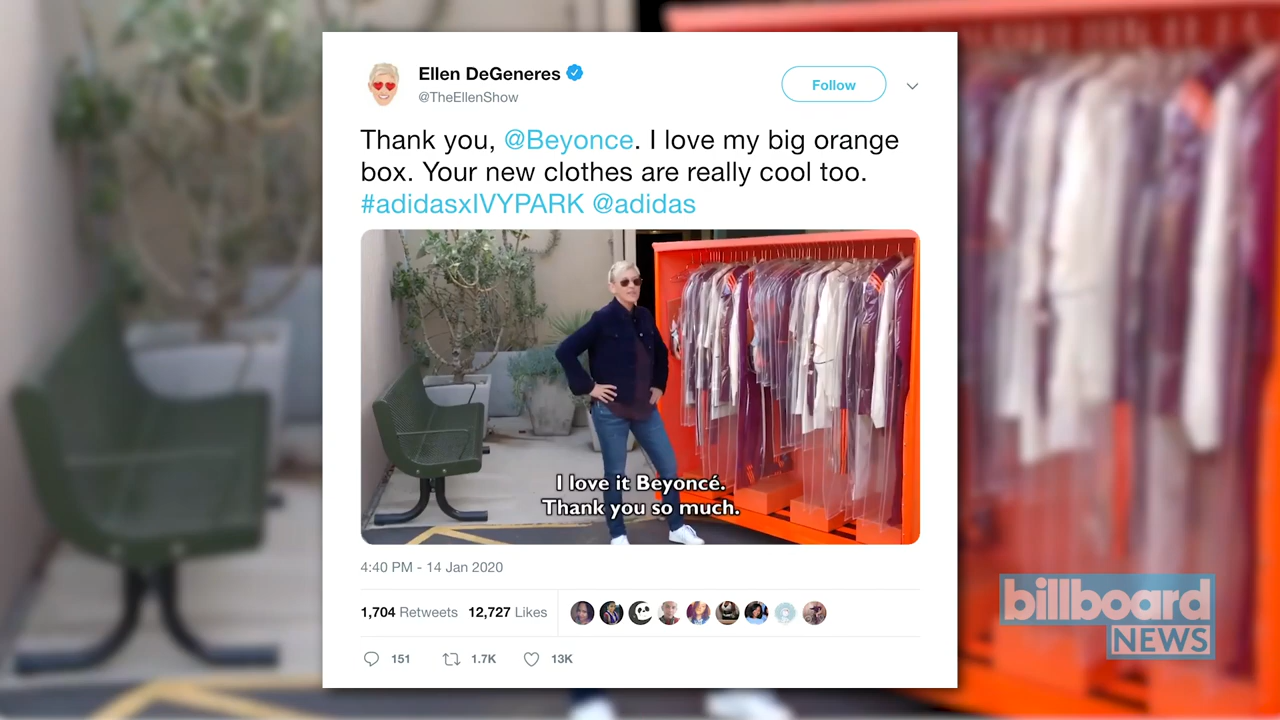 Ellen DeGeneres
@TheEllenShow
Follow
Thank you, @Beyonce. I love my big orange
box. Your new clothes are really cool too.
#adidasxIVYPARK @adidas
I love it Beyoncé.
Thank you so much.
4:40 PM - 14 Jan 2020
1,704 Retweets 12,727 Likes
151 1.7K 13K
billboard
NEWS